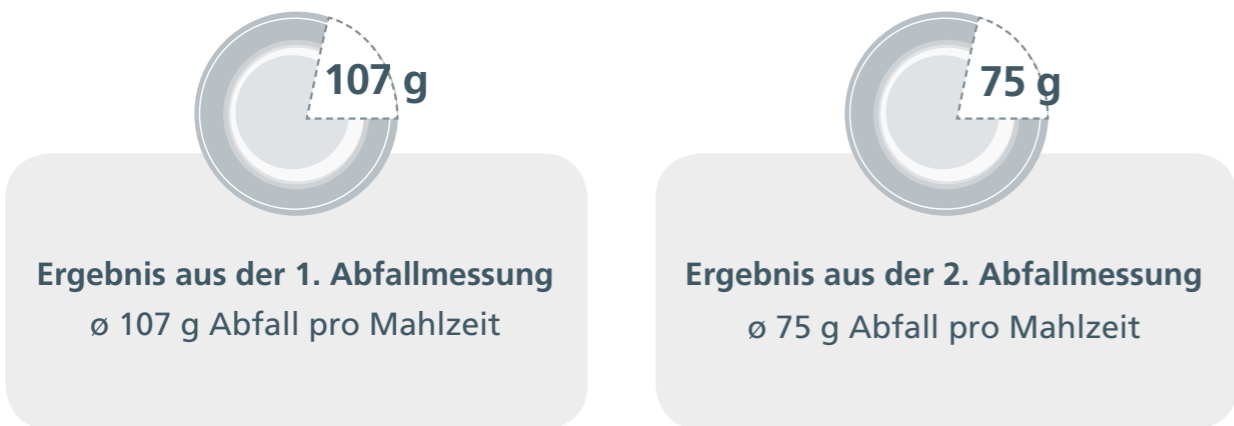 107 g
75 g
Ergebnis aus der 1. Abfallmessung
ø 107 g Abfall pro Mahlzeit
Ergebnis aus der 2. Abfallmessung
ø 75 g Abfall pro Mahlzeit